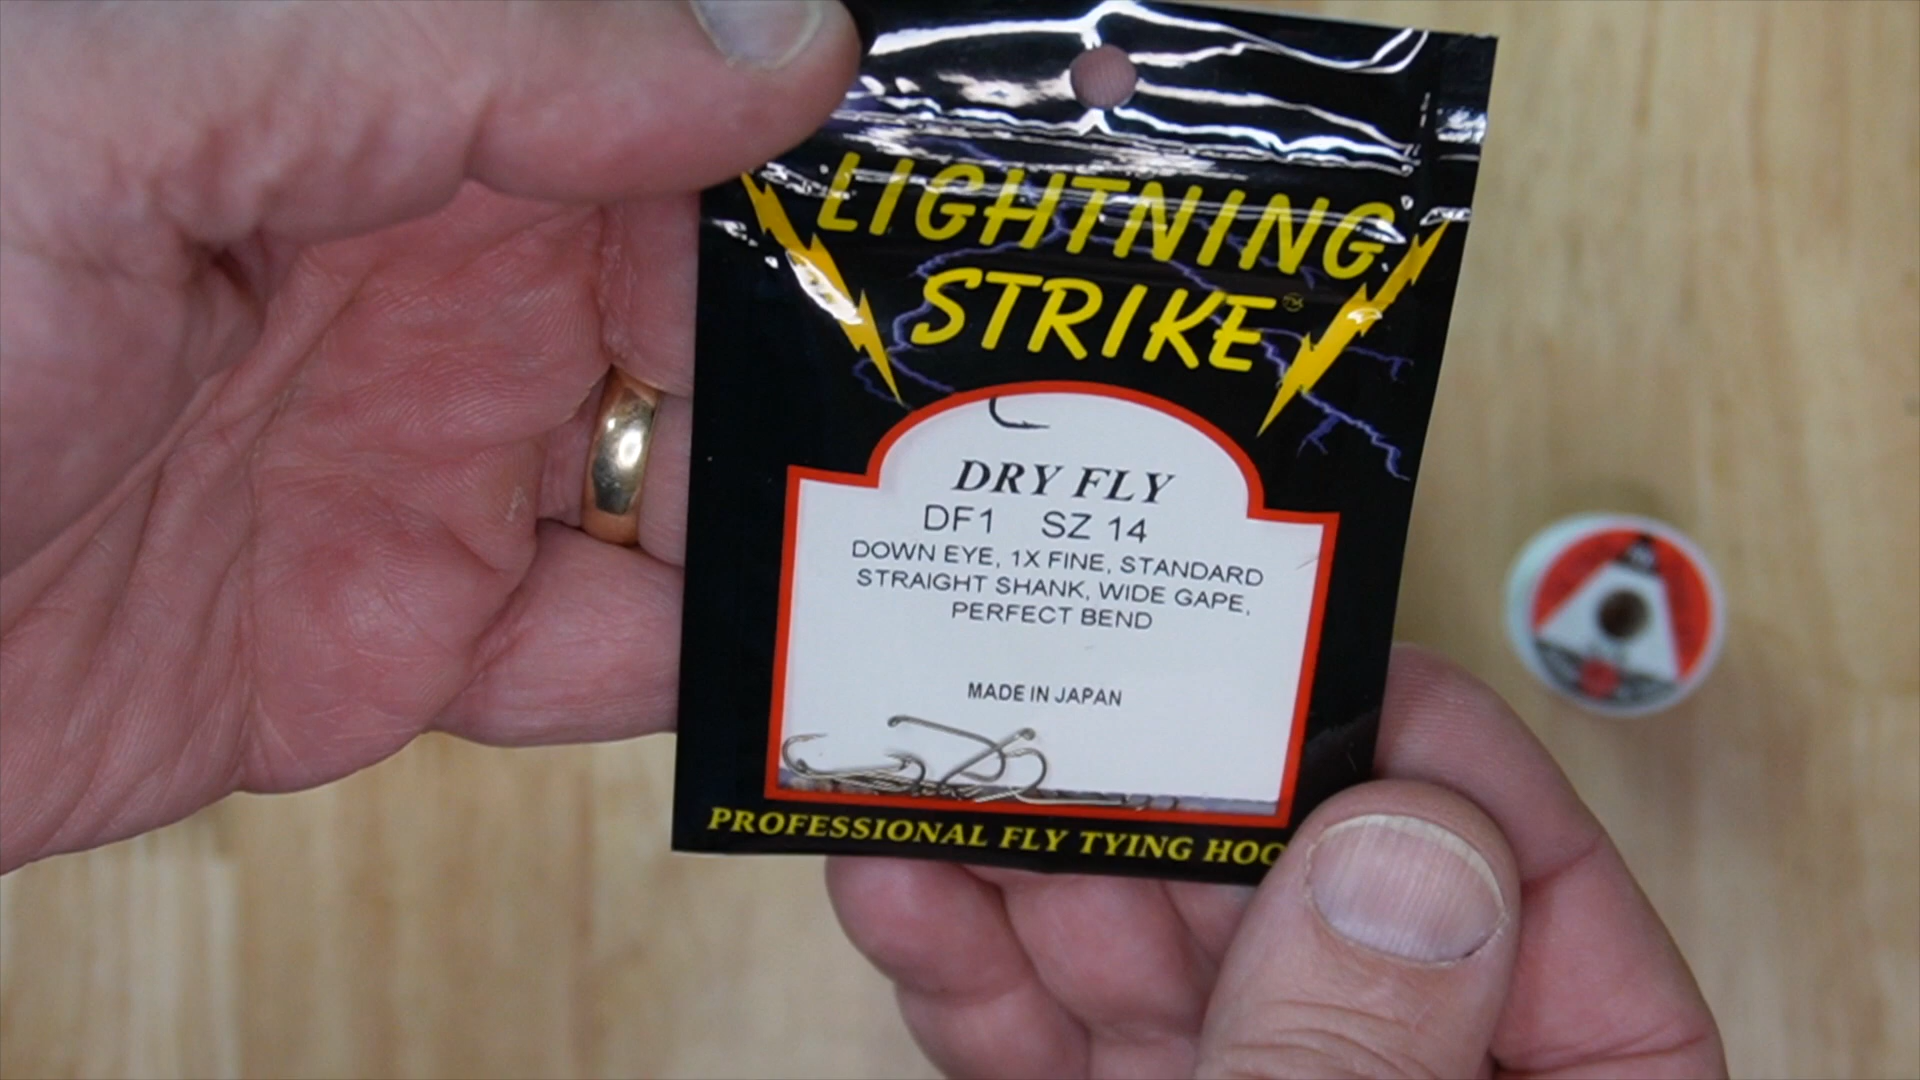 LIGHTNING
STRIKE
DRY FLY
DF1 SZ 14
DOWN EYE, 1X FINE, STANDARD
STRAIGHT SHANK, WIDE GAPE,
PERFECT BEND
MADE IN JAPAN
PROFESSIONAL FLY TYING HOO